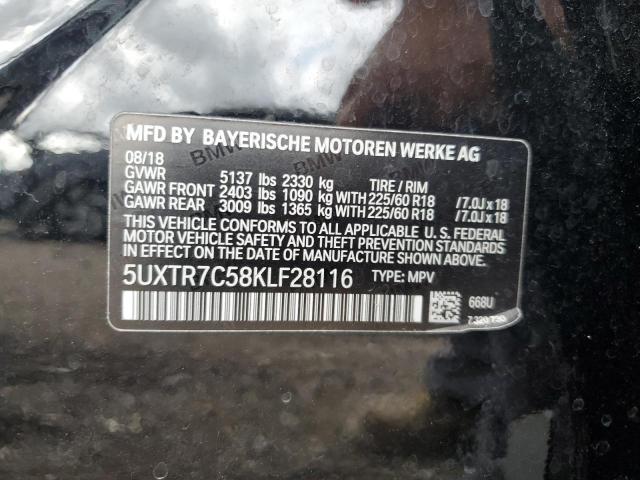 MFD BY BAYERISCHE MOTOREN WERKE AG
08/18
GVWR 5137 lbs 2330 kg TIRE / RIM
GAWR FRONT 2403 lbs 1090 kg WITH 225/60 R18 /7.0J x 18
GAWR REAR 3009 lbs 1365 kg WITH 225/60 R18 /7.0J x 18
THIS VEHICLE CONFORMS TO ALL APPLICABLE U. S. FEDERAL
MOTOR VEHICLE SAFETY AND THEFT PREVENTION STANDARDS
IN EFFECT ON THE DATE OF MANUFACTURE SHOWN ABOVE.
5UXTR7C58KLF28116 TYPE: MPV
668U
7 320 730